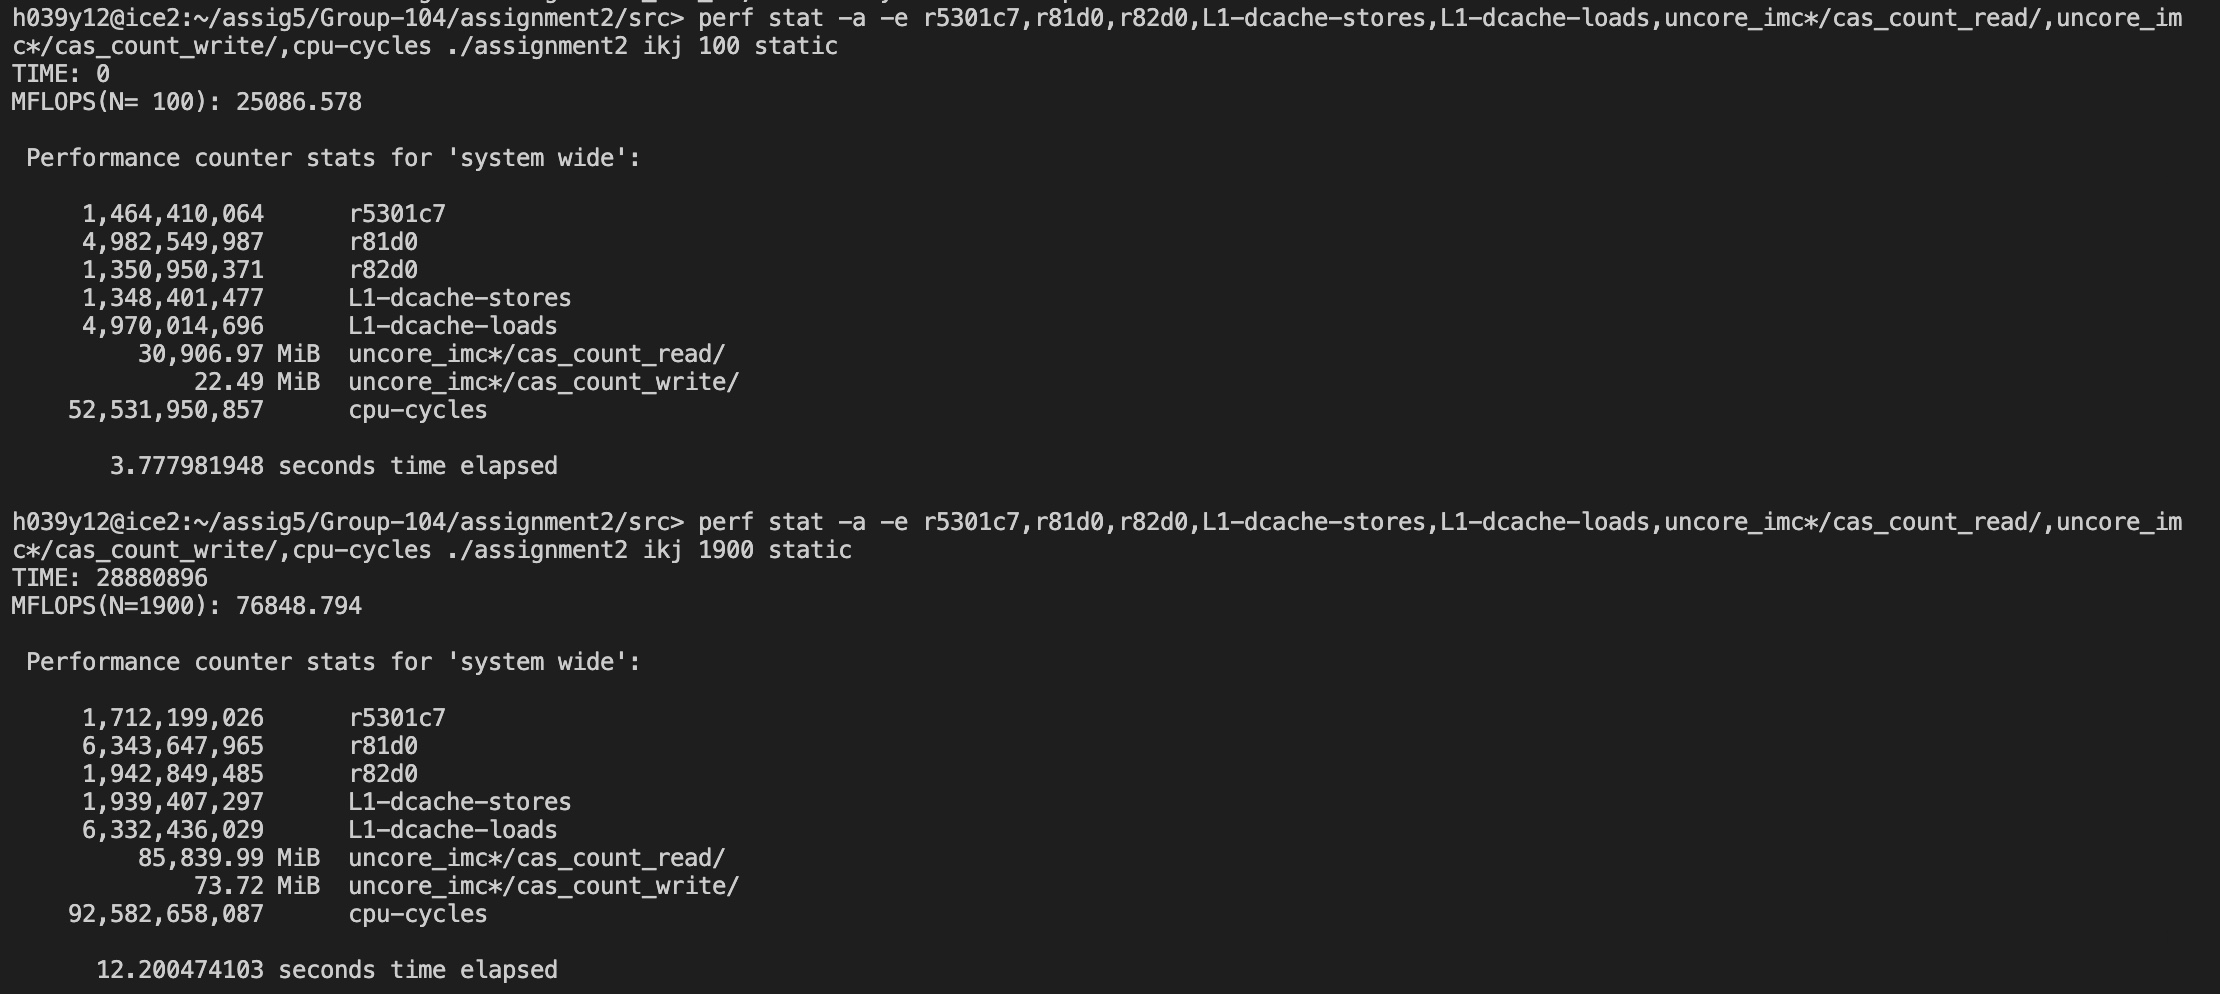 h039y12@ice2:~/assig5/Group-104/assignment2/src> perf stat -a -e r5301c7,r81d0,r82d0,L1-dcache-stores,L1-dcache-loads,uncore_imc*/cas_count_read/,uncore_im
c*/cas_count_write/,cpu-cycles ./assignment2 ikj 100 static
TIME: 0
MFLOPS(N= 100): 25086.578
Performance counter stats for 'system wide':
1,464,410,064 r5301c7
4,982,549,987 r81d0
1,350,950,371 r82d0
1,348,401,477 L1-dcache-stores
4,970,014,696 L1-dcache-loads
30,906.97 MiB uncore_imc*/cas_count_read/
22.49 MiB uncore_imc*/cas_count_write/
52,531,950,857 cpu-cycles
3.777981948 seconds time elapsed
h039y12@ice2:~/assig5/Group-104/assignment2/src> perf stat -a -e r5301c7,r81d0,r82d0,L1-dcache-stores,L1-dcache-loads,uncore_imc*/cas_count_read/,uncore_im
c*/cas_count_write/,cpu-cycles ./assignment2 ikj 1900 static
TIME: 28880896
MFLOPS(N=1900): 76848.794
Performance counter stats for 'system wide':
1,712,199,026 r5301c7
6,343,647,965 r81d0
1,942,849,485 r82d0
1,939,407,297 L1-dcache-stores
6,332,436,029 L1-dcache-loads
85,839.99 MiB uncore_imc*/cas_count_read/
73.72 MiB uncore_imc*/cas_count_write/
92,582,658,087 cpu-cycles
12.200474103 seconds time elapsed